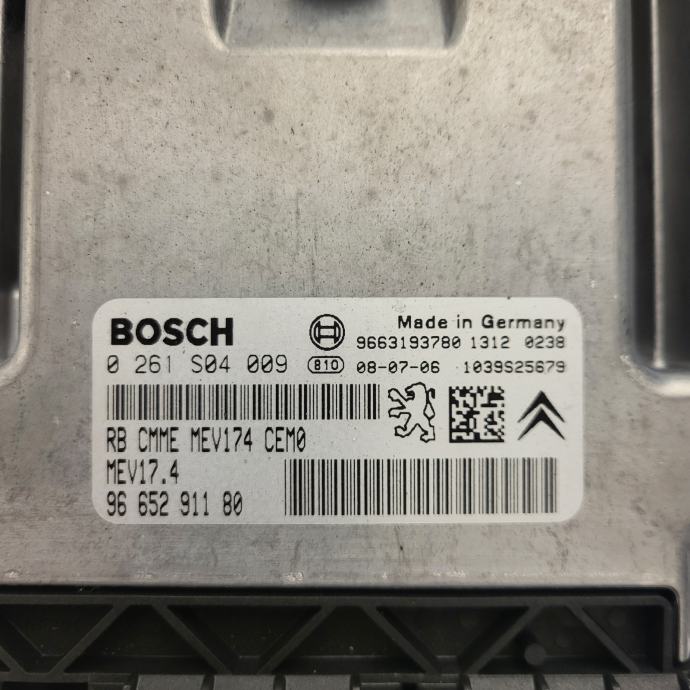 BOSCH
Made in Germany
9663193780 1312 0238
0 261 S04 009
810
08-07-06
1039S25679
RB CMME MEV174 CEM0
MEV17.4
96 652 911 80